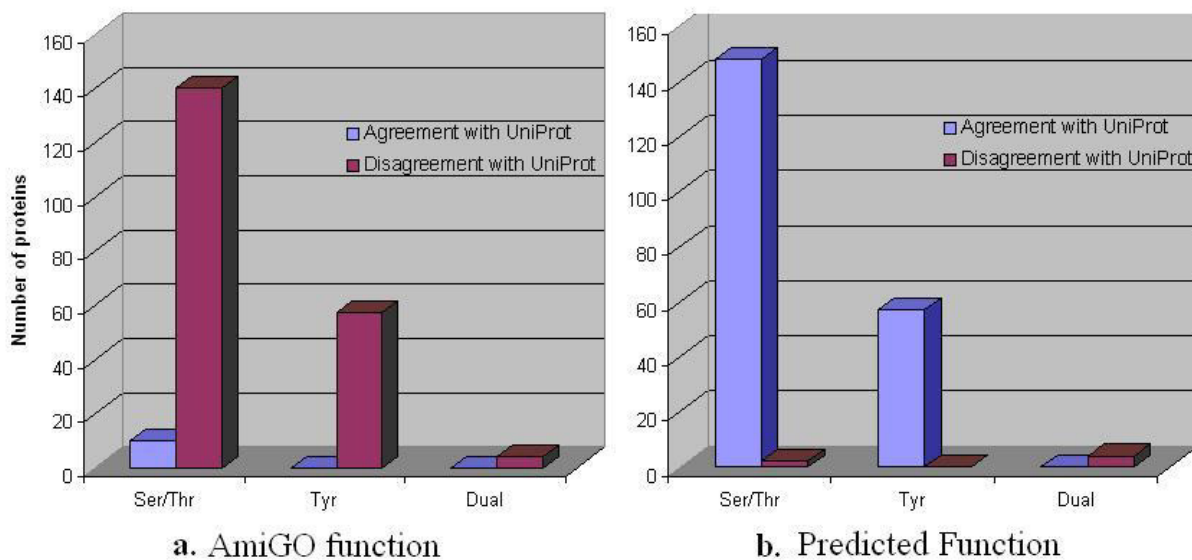 160
140
120
100
80
60
40
20
0
Number of proteins
Agreement with UniProt
Disagreement with UniProt
Ser/Thr Tyr Dual
a. AmiGO function
160
140
120
100
80
60
40
20
0
Agreement with UniProt
Disagreement with UniProt
Ser/Thr Tyr Dual
b. Predicted Function